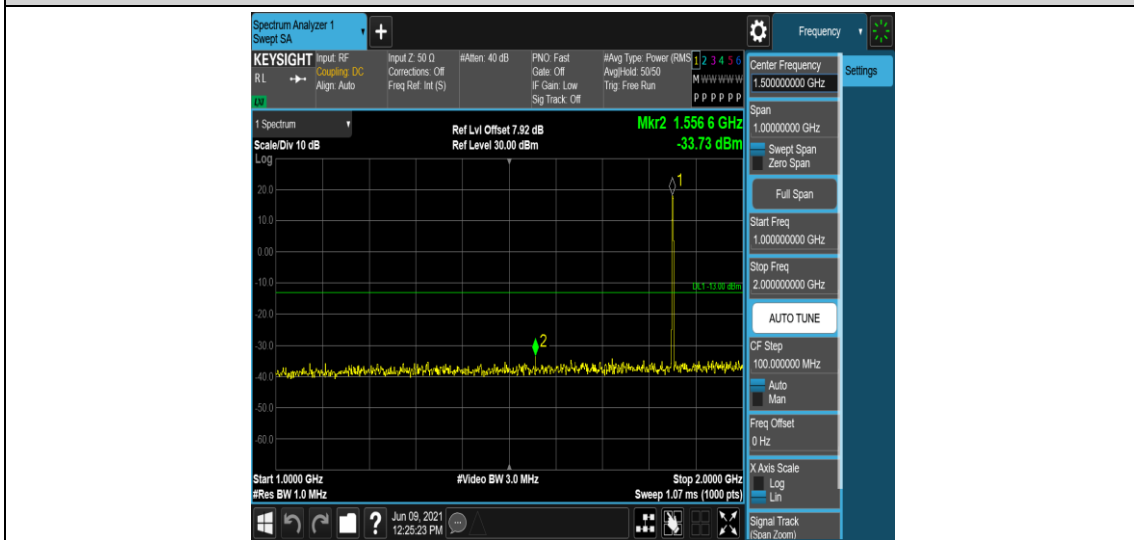 Spectrum Analyzer 1
Swept SA
+
Frequency
KEYSIGHT
RL
LXI
Input: RF
Coupling: DC
Align: Auto
Input Z: 50 Ω
Corrections: Off
Freq Ref: Int (S)
#Atten: 40 dB
PNO: Fast
Gate: Off
IF Gain: Low
Sig Track: Off
#Avg Type: Power (RMS
Avg|Hold: 50/50
Trig: Free Run
1 2 3 4 5 6
M W W W W W
P P P P P P
1 Spectrum
Scale/Div 10 dB
Log
Ref Lvl Offset 7.92 dB
Ref Level 30.00 dBm
Mkr2 1.556 6 GHz
-33.73 dBm
1
20.0
10.0
0.00
-10.0
DL1 -13.00 dBm
-20.0
-30.0
2
-40.0
-50.0
-60.0
Start 1.0000 GHz
#Video BW 3.0 MHz
Stop 2.0000 GHz
#Res BW 1.0 MHz
Sweep 1.07 ms (1000 pts)
?
Jun 09, 2021
12:25:23 PM
Center Frequency
1.500000000 GHz
Settings
Span
1.00000000 GHz
Swept Span
Zero Span
Full Span
Start Freq
1.000000000 GHz
Stop Freq
2.000000000 GHz
AUTO TUNE
CF Step
100.000000 MHz
Auto
Man
Freq Offset
0 Hz
X Axis Scale
Log
Lin
Signal Track
(Span Zoom)